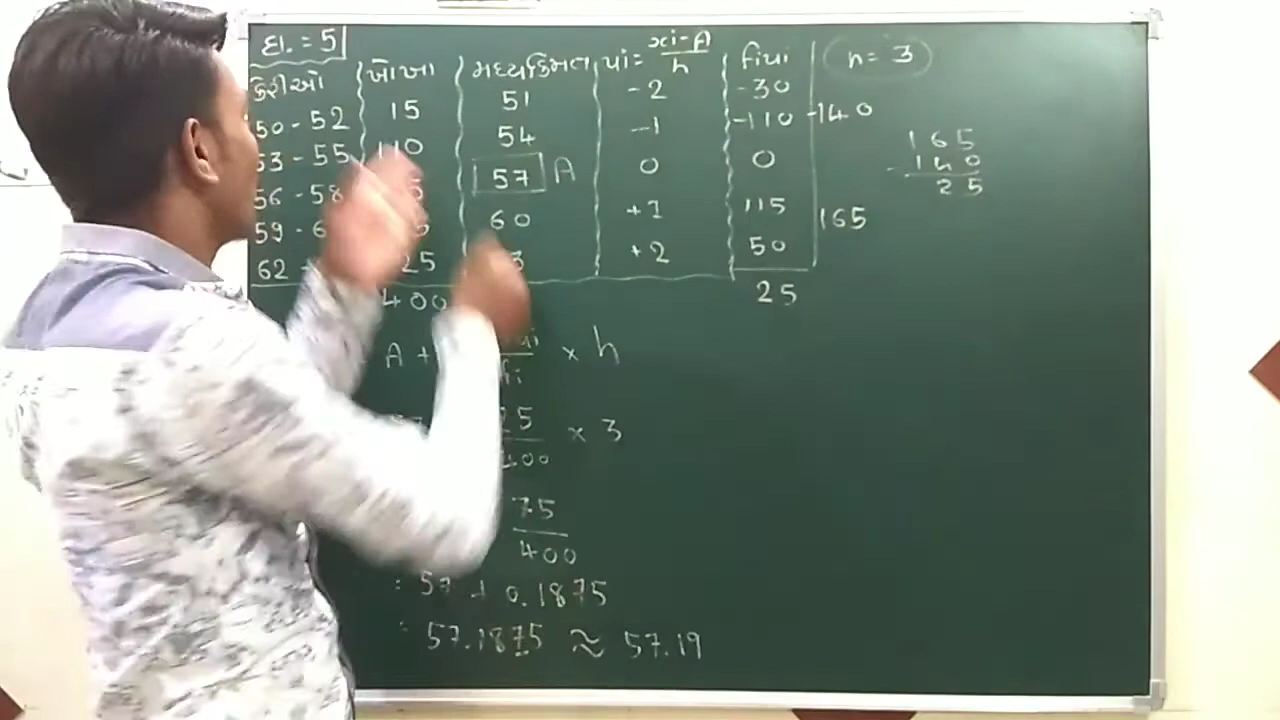 દા. = 5
કેરીઓ ખોખા મધ્યકિંમત યાં = xi-A / h fiયાં h = 3
50 - 52 15 51 -2 -30
53 - 55 110 54 -1 -110 -140
56 - 58 57 A 0 0
59 - 60 +1 115 165
62 25 +2 50
400 25
165
- 140
25
A + × h
25 / 400 × 3
75 / 400
: 57 + 0.1875
: 57.1875 ≈ 57.19